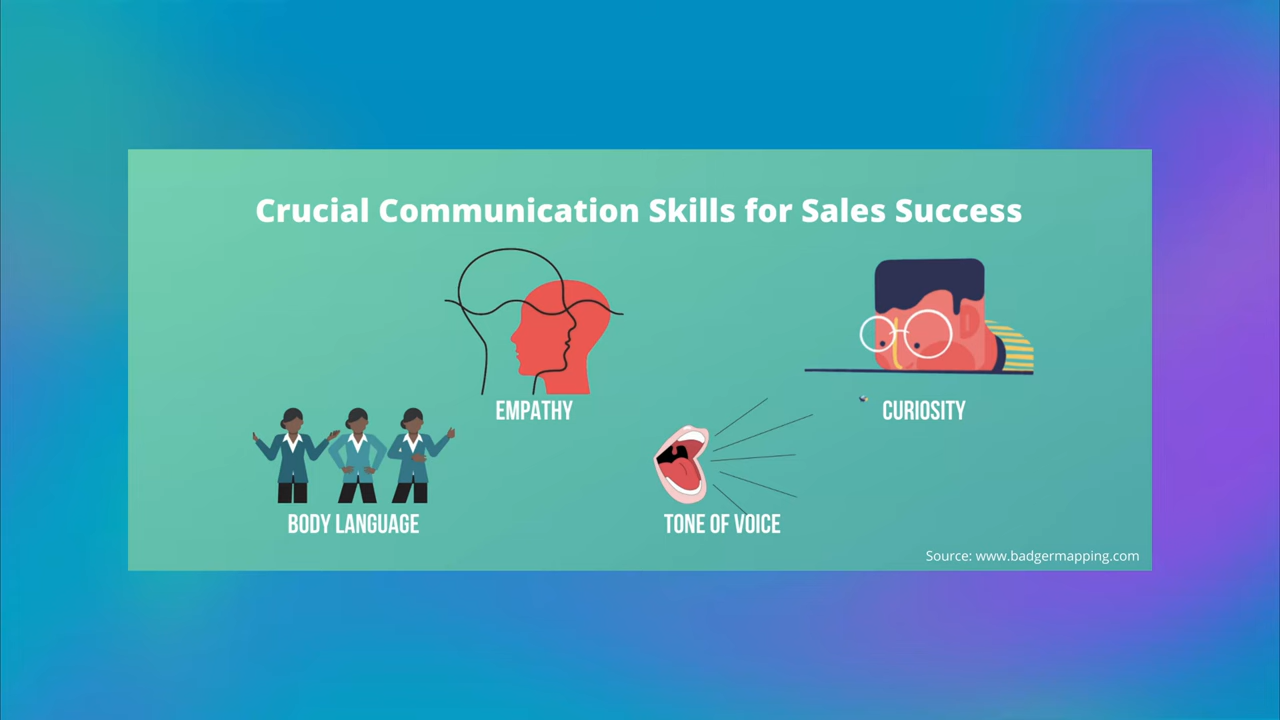 Crucial Communication Skills for Sales Success
EMPATHY
CURIOSITY
BODY LANGUAGE
TONE OF VOICE
Source: www.badgermapping.com